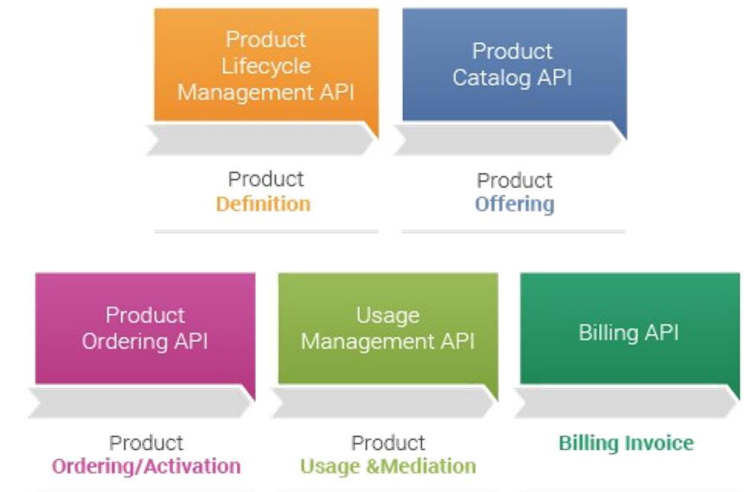 Product
Lifecycle
Management API
Product
Catalog API
Product
Definition
Product
Offering
Product
Ordering API
Usage
Management API
Billing API
Product
Ordering/Activation
Product
Usage &Mediation
Billing Invoice